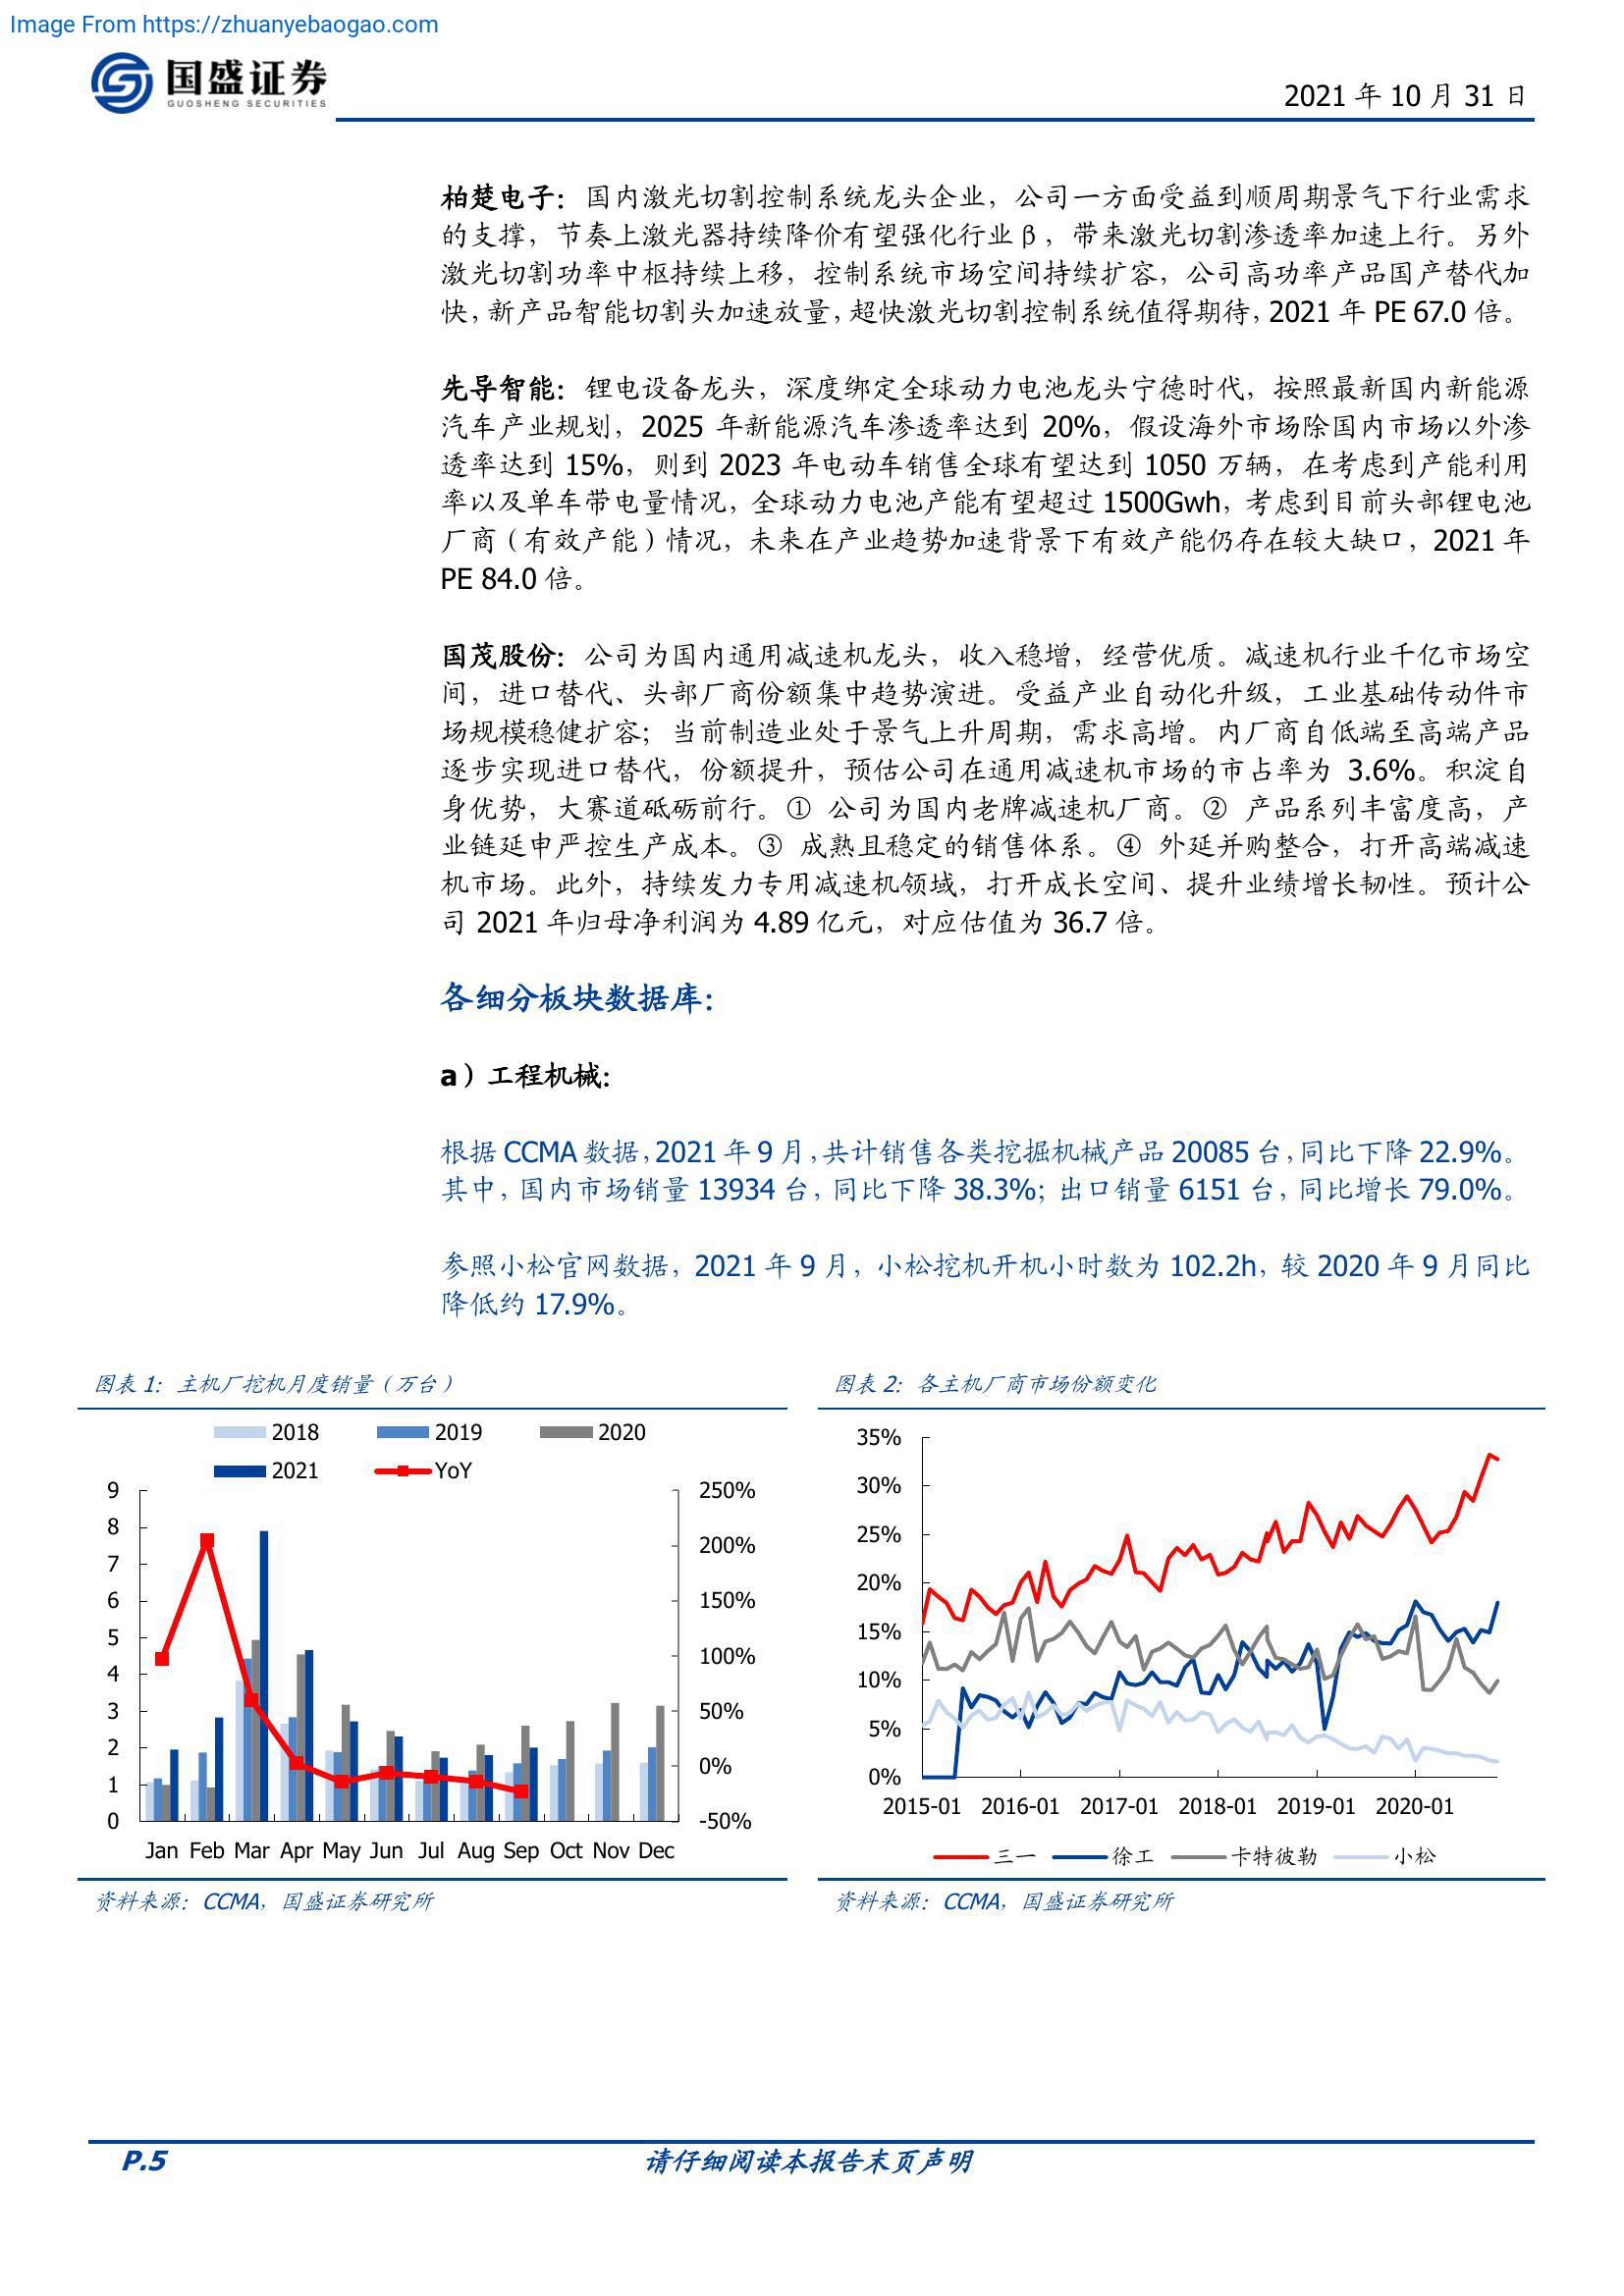 Image From https://zhuanyebaogao.com
国盛证券
GUOSHENG SECURITIES
2021 年 10 月 31 日
柏楚电子：国内激光切割控制系统龙头企业，公司一方面受益到顺周期景气下行业需求
的支撑，节奏上激光器持续降价有望强化行业β，带来激光切割渗透率加速上行。另外
激光切割功率中枢持续上移，控制系统市场空间持续扩容，公司高功率产品国产替代加
快，新产品智能切割头加速放量，超快激光切割控制系统值得期待，2021 年 PE 67.0 倍。
先导智能：锂电设备龙头，深度绑定全球动力电池龙头宁德时代，按照最新国内新能源
汽车产业规划，2025 年新能源汽车渗透率达到 20%，假设海外市场除国内市场以外渗
透率达到 15%，则到 2023 年电动车销售全球有望达到 1050 万辆，在考虑到产能利用
率以及单车带电量情况，全球动力电池产能有望超过 1500Gwh，考虑到目前头部锂电池
厂商（有效产能）情况，未来在产业趋势加速背景下有效产能仍存在较大缺口，2021 年
PE 84.0 倍。
国茂股份：公司为国内通用减速机龙头，收入稳增，经营优质。减速机行业千亿市场空
间，进口替代、头部厂商份额集中趋势演进。受益产业自动化升级，工业基础传动件市
场规模稳健扩容；当前制造业处于景气上升周期，需求高增。内厂商自低端至高端产品
逐步实现进口替代，份额提升，预估公司在通用减速机市场的市占率为 3.6%。积淀自
身优势，大赛道砥砺前行。① 公司为国内老牌减速机厂商。② 产品系列丰富度高，产
业链延申严控生产成本。③ 成熟且稳定的销售体系。④ 外延并购整合，打开高端减速
机市场。此外，持续发力专用减速机领域，打开成长空间、提升业绩增长韧性。预计公
司 2021 年归母净利润为 4.89 亿元，对应估值为 36.7 倍。
各细分板块数据库：
a）工程机械：
根据 CCMA 数据，2021 年 9 月，共计销售各类挖掘机械产品 20085 台，同比下降 22.9%。
其中，国内市场销量 13934 台，同比下降 38.3%；出口销量 6151 台，同比增长 79.0%。
参照小松官网数据，2021 年 9 月，小松挖机开机小时数为 102.2h，较 2020 年 9 月同比
降低约 17.9%。
图表 1：主机厂挖机月度销量（万台）
2018 2019 2020
2021 YoY
9 250%
8
7 200%
6 150%
5
4 100%
3 50%
2 0%
1
0 -50%
Jan Feb Mar Apr May Jun Jul Aug Sep Oct Nov Dec
资料来源：CCMA，国盛证券研究所
图表 2：各主机厂商市场份额变化
35%
30%
25%
20%
15%
10%
5%
0%
2015-01 2016-01 2017-01 2018-01 2019-01 2020-01
三一 徐工 卡特彼勒 小松
资料来源：CCMA，国盛证券研究所
P.5 请仔细阅读本报告末页声明